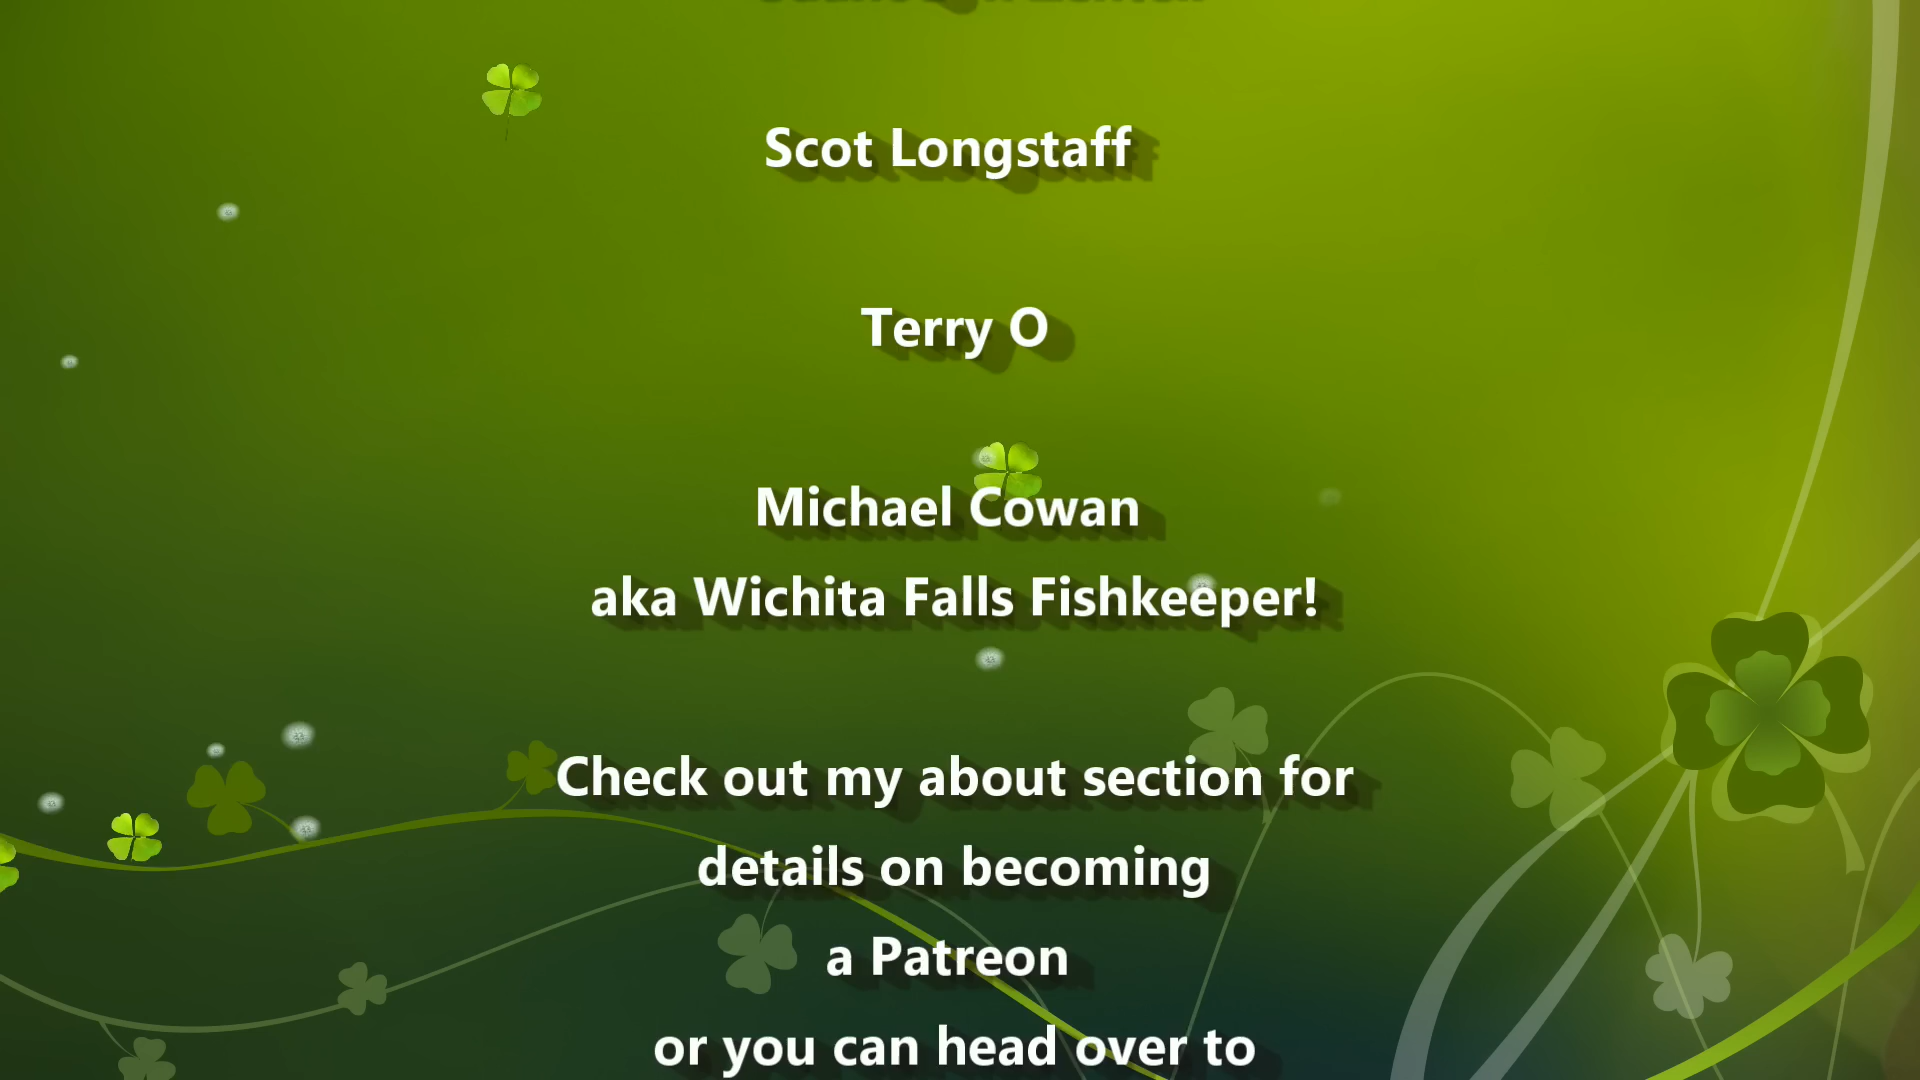 Scot Longstaff
Terry O
Michael Cowan
aka Wichita Falls Fishkeeper!
Check out my about section for
details on becoming
a Patreon
or you can head over to